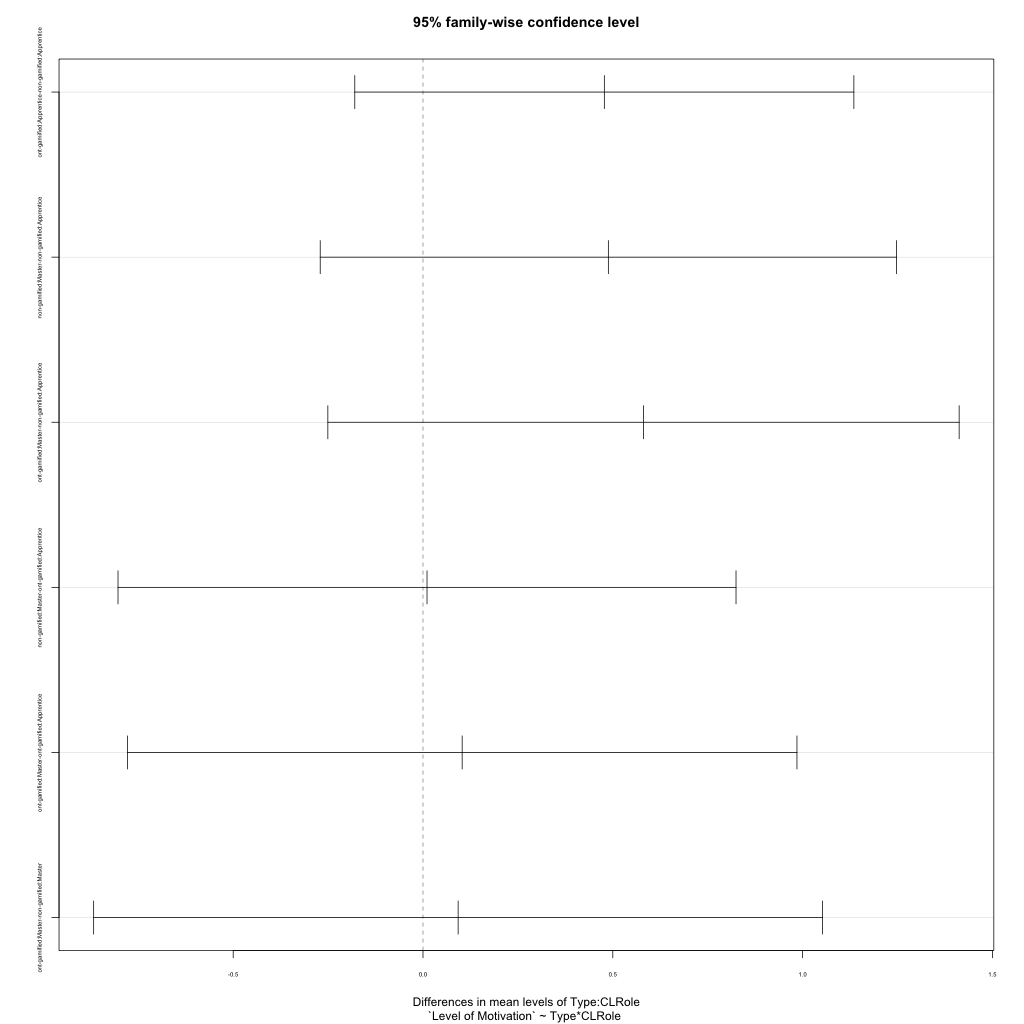 95% family-wise confidence level
ont-gamified:Apprentice-non-gamified:Apprentice
non-gamified:Master-non-gamified:Apprentice
ont-gamified:Master-non-gamified:Apprentice
non-gamified:Master-ont-gamified:Apprentice
ont-gamified:Master-ont-gamified:Apprentice
ont-gamified:Master-non-gamified:Master
-0.5 0.0 0.5 1.0 1.5
Differences in mean levels of Type:CLRole
`Level of Motivation` ~ Type*CLRole